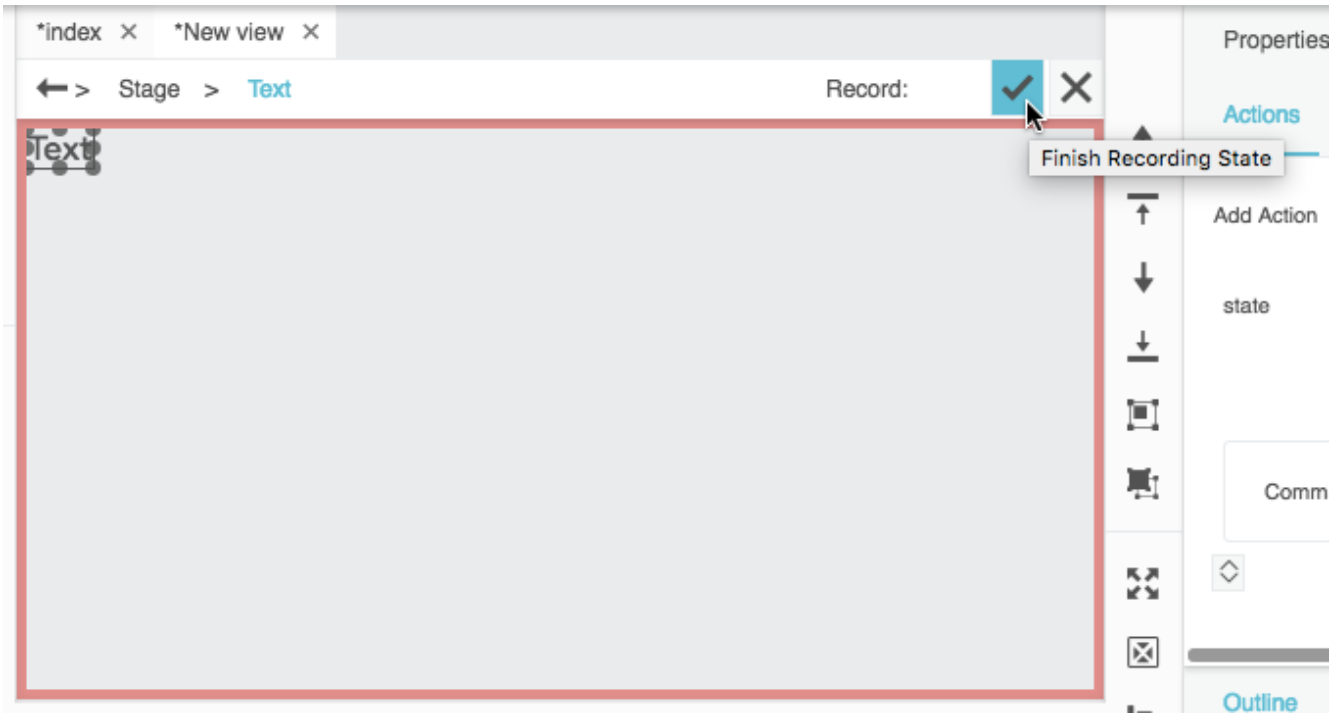 *index × *New view ×
Properties
← > Stage > Text
Record:
Actions
Text
Finish Recording State
Add Action
state
Comm
Outline